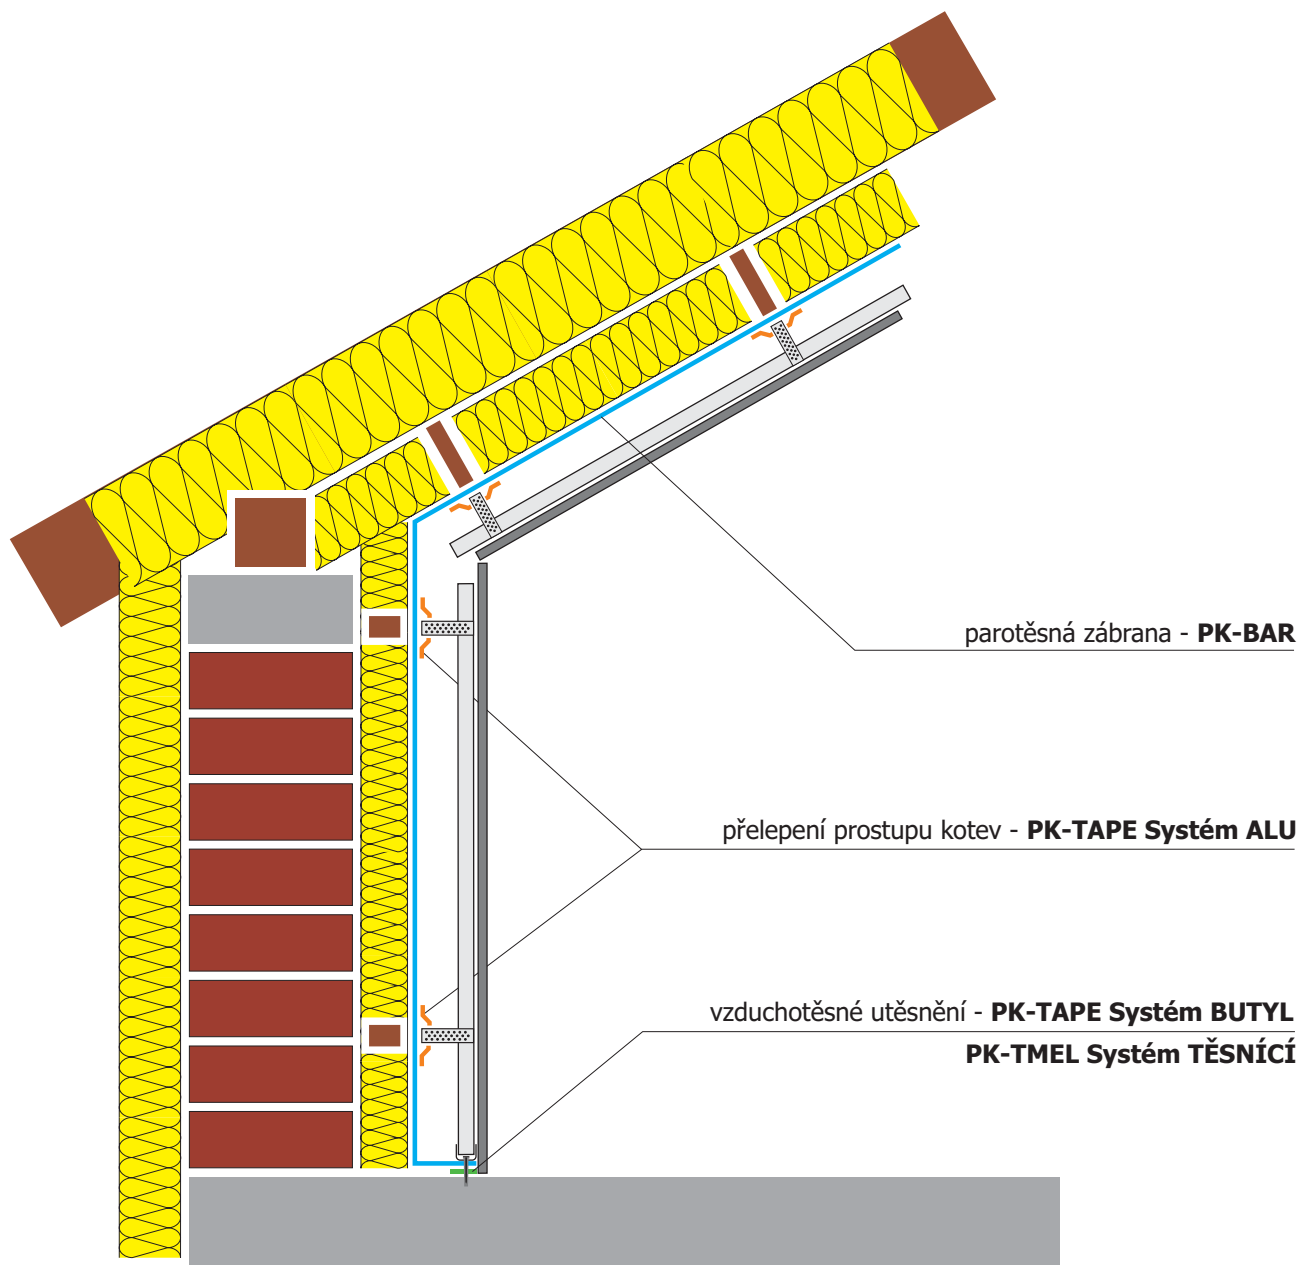 parotěsná zábrana - PK-BAR
přelepení prostupu kotev - PK-TAPE Systém ALU
vzduchotěsné utěsnění - PK-TAPE Systém BUTYL
PK-TMEL Systém TĚSNÍCÍ